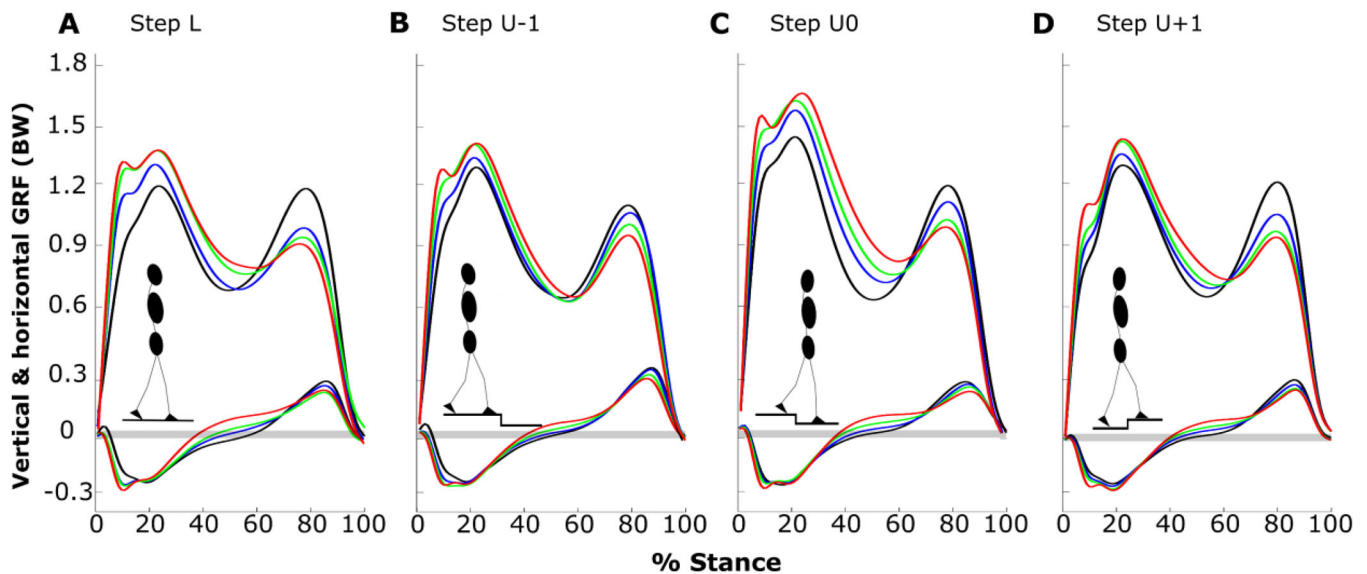 A Step L B Step U-1 C Step U0 D Step U+1
Vertical & horizontal GRF (BW)
1.8
1.5
1.2
0.9
0.6
0.3
0
-0.3
0 20 40 60 80 100 0 20 40 60 80 100 0 20 40 60 80 100 0 20 40 60 80 100
% Stance